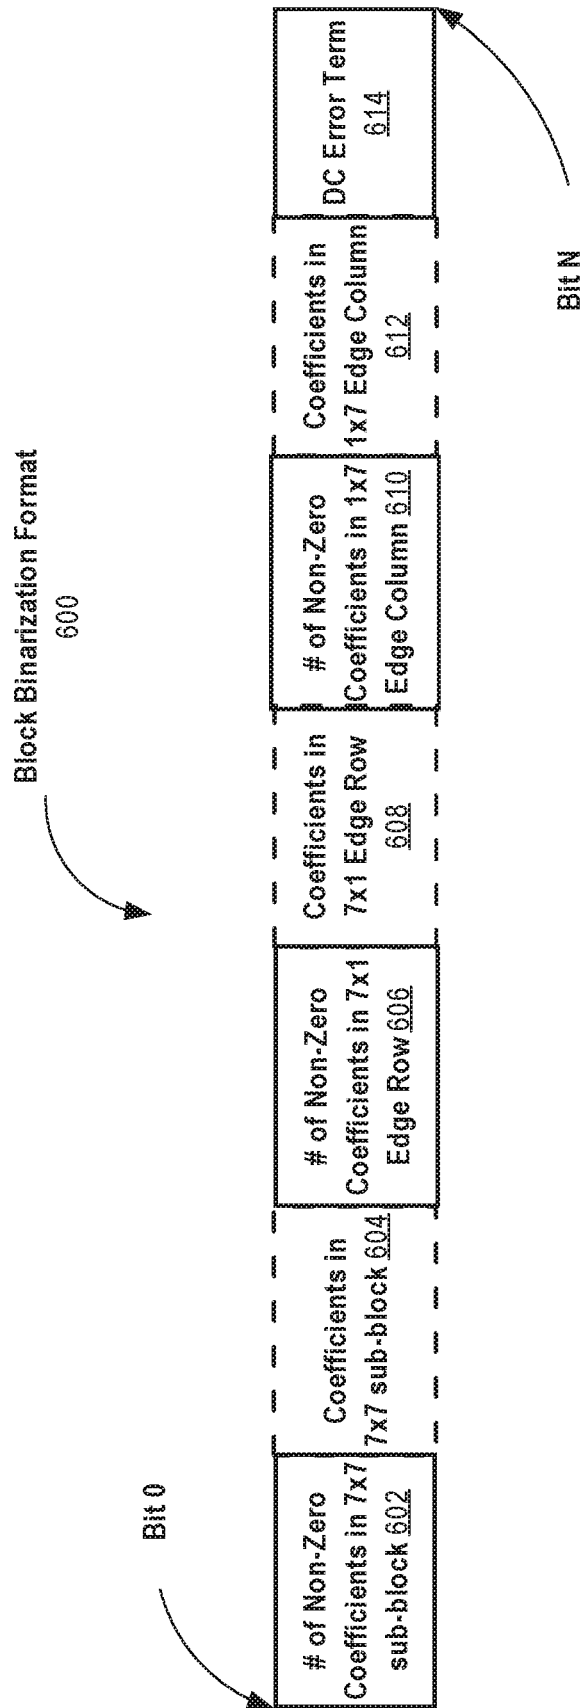 Block Binarization Format
600
Bit 0
# of Non-Zero
Coefficients in 7x7
sub-block 602
Coefficients in
7x7 sub-block 604
# of Non-Zero
Coefficients in 7x1
Edge Row 606
Coefficients in
7x1 Edge Row
608
# of Non-Zero
Coefficients in 1x7
Edge Column 610
Coefficients in
1x7 Edge Column
612
DC Error Term
614
Bit N